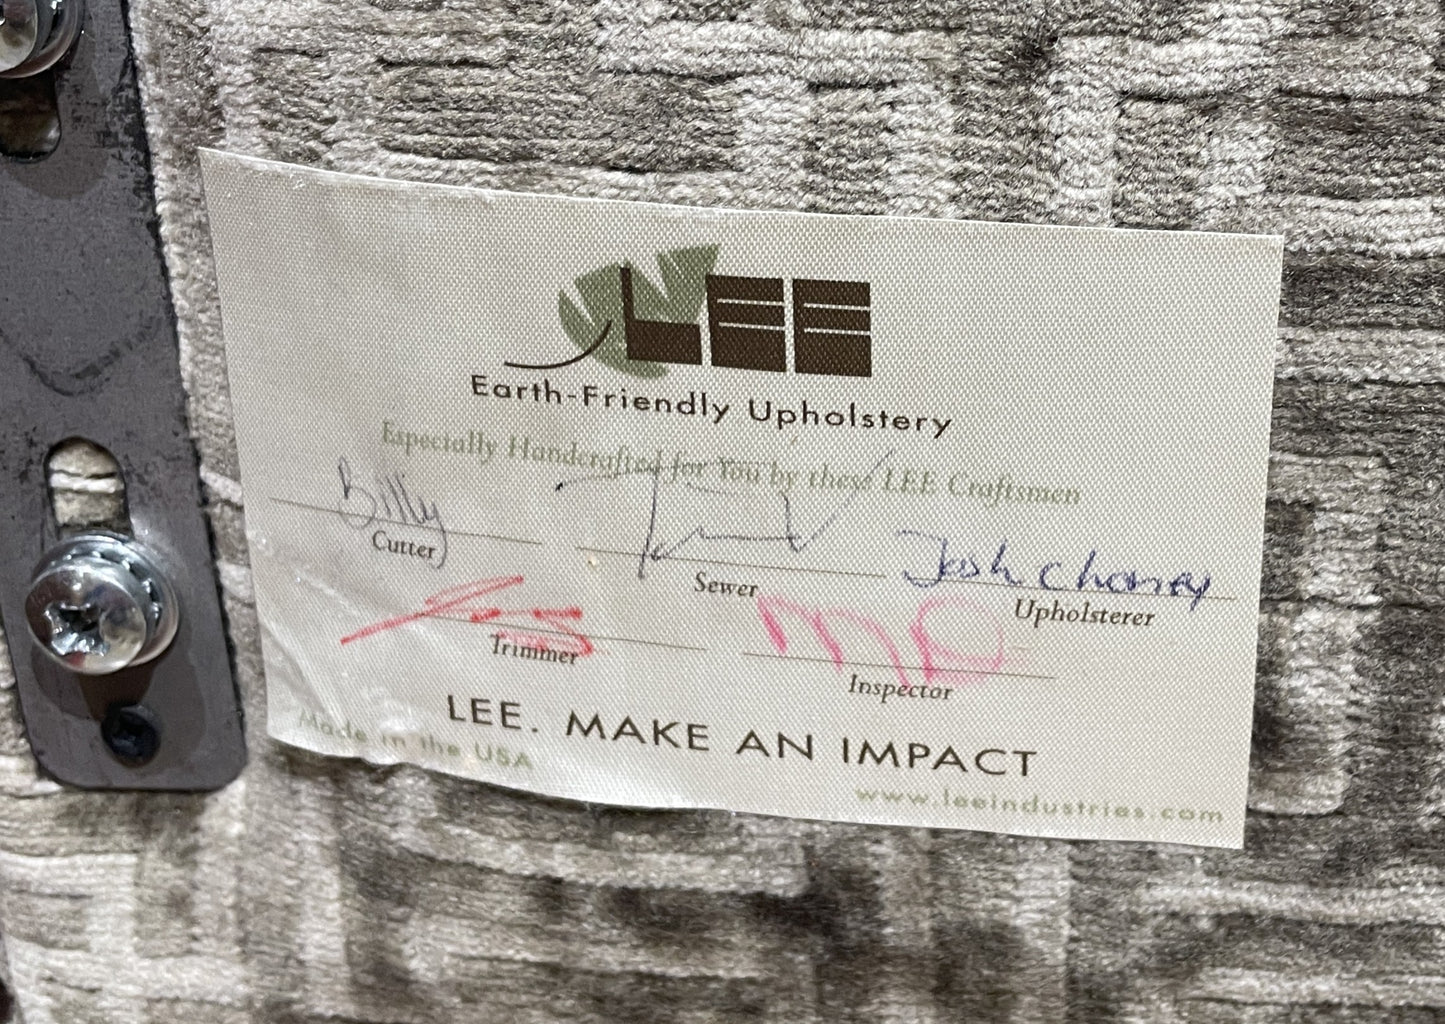 LEE
Earth-Friendly Upholstery
Especially Handcrafted for You by these LEE Craftsmen
Billy
Cutter
Sewer
Josh Chaney
Upholsterer
Trimmer
Inspector
LEE. MAKE AN IMPACT
Made in the USA
www.leeindustries.com